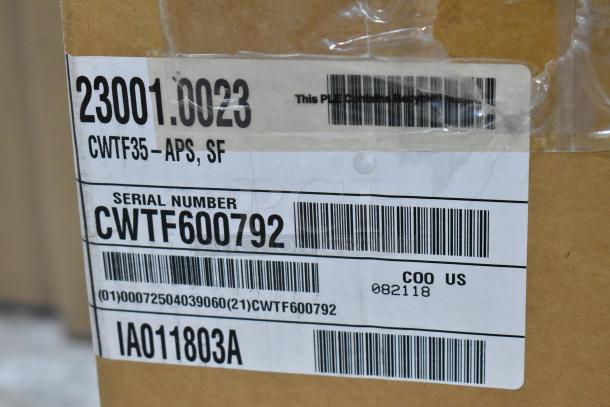 23001.0023
This PLE Contains Recycled
CWTF35-APS, SF
SERIAL NUMBER
CWTF600792
COO US
082118
(01)00072504039060(21)CWTF600792
IA011803A